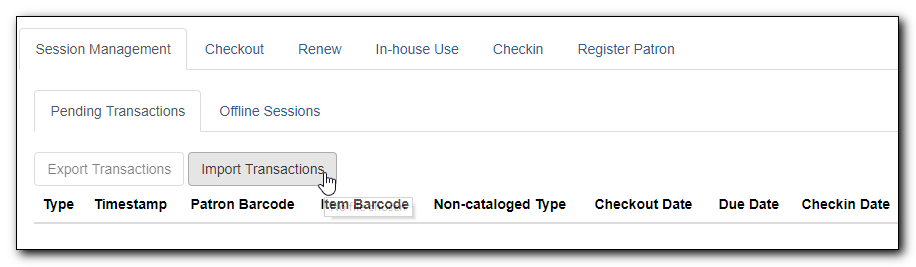 Session Management Checkout Renew In-house Use Checkin Register Patron
Pending Transactions Offline Sessions
Export Transactions Import Transactions
Type Timestamp Patron Barcode Item Barcode Non-cataloged Type Checkout Date Due Date Checkin Date